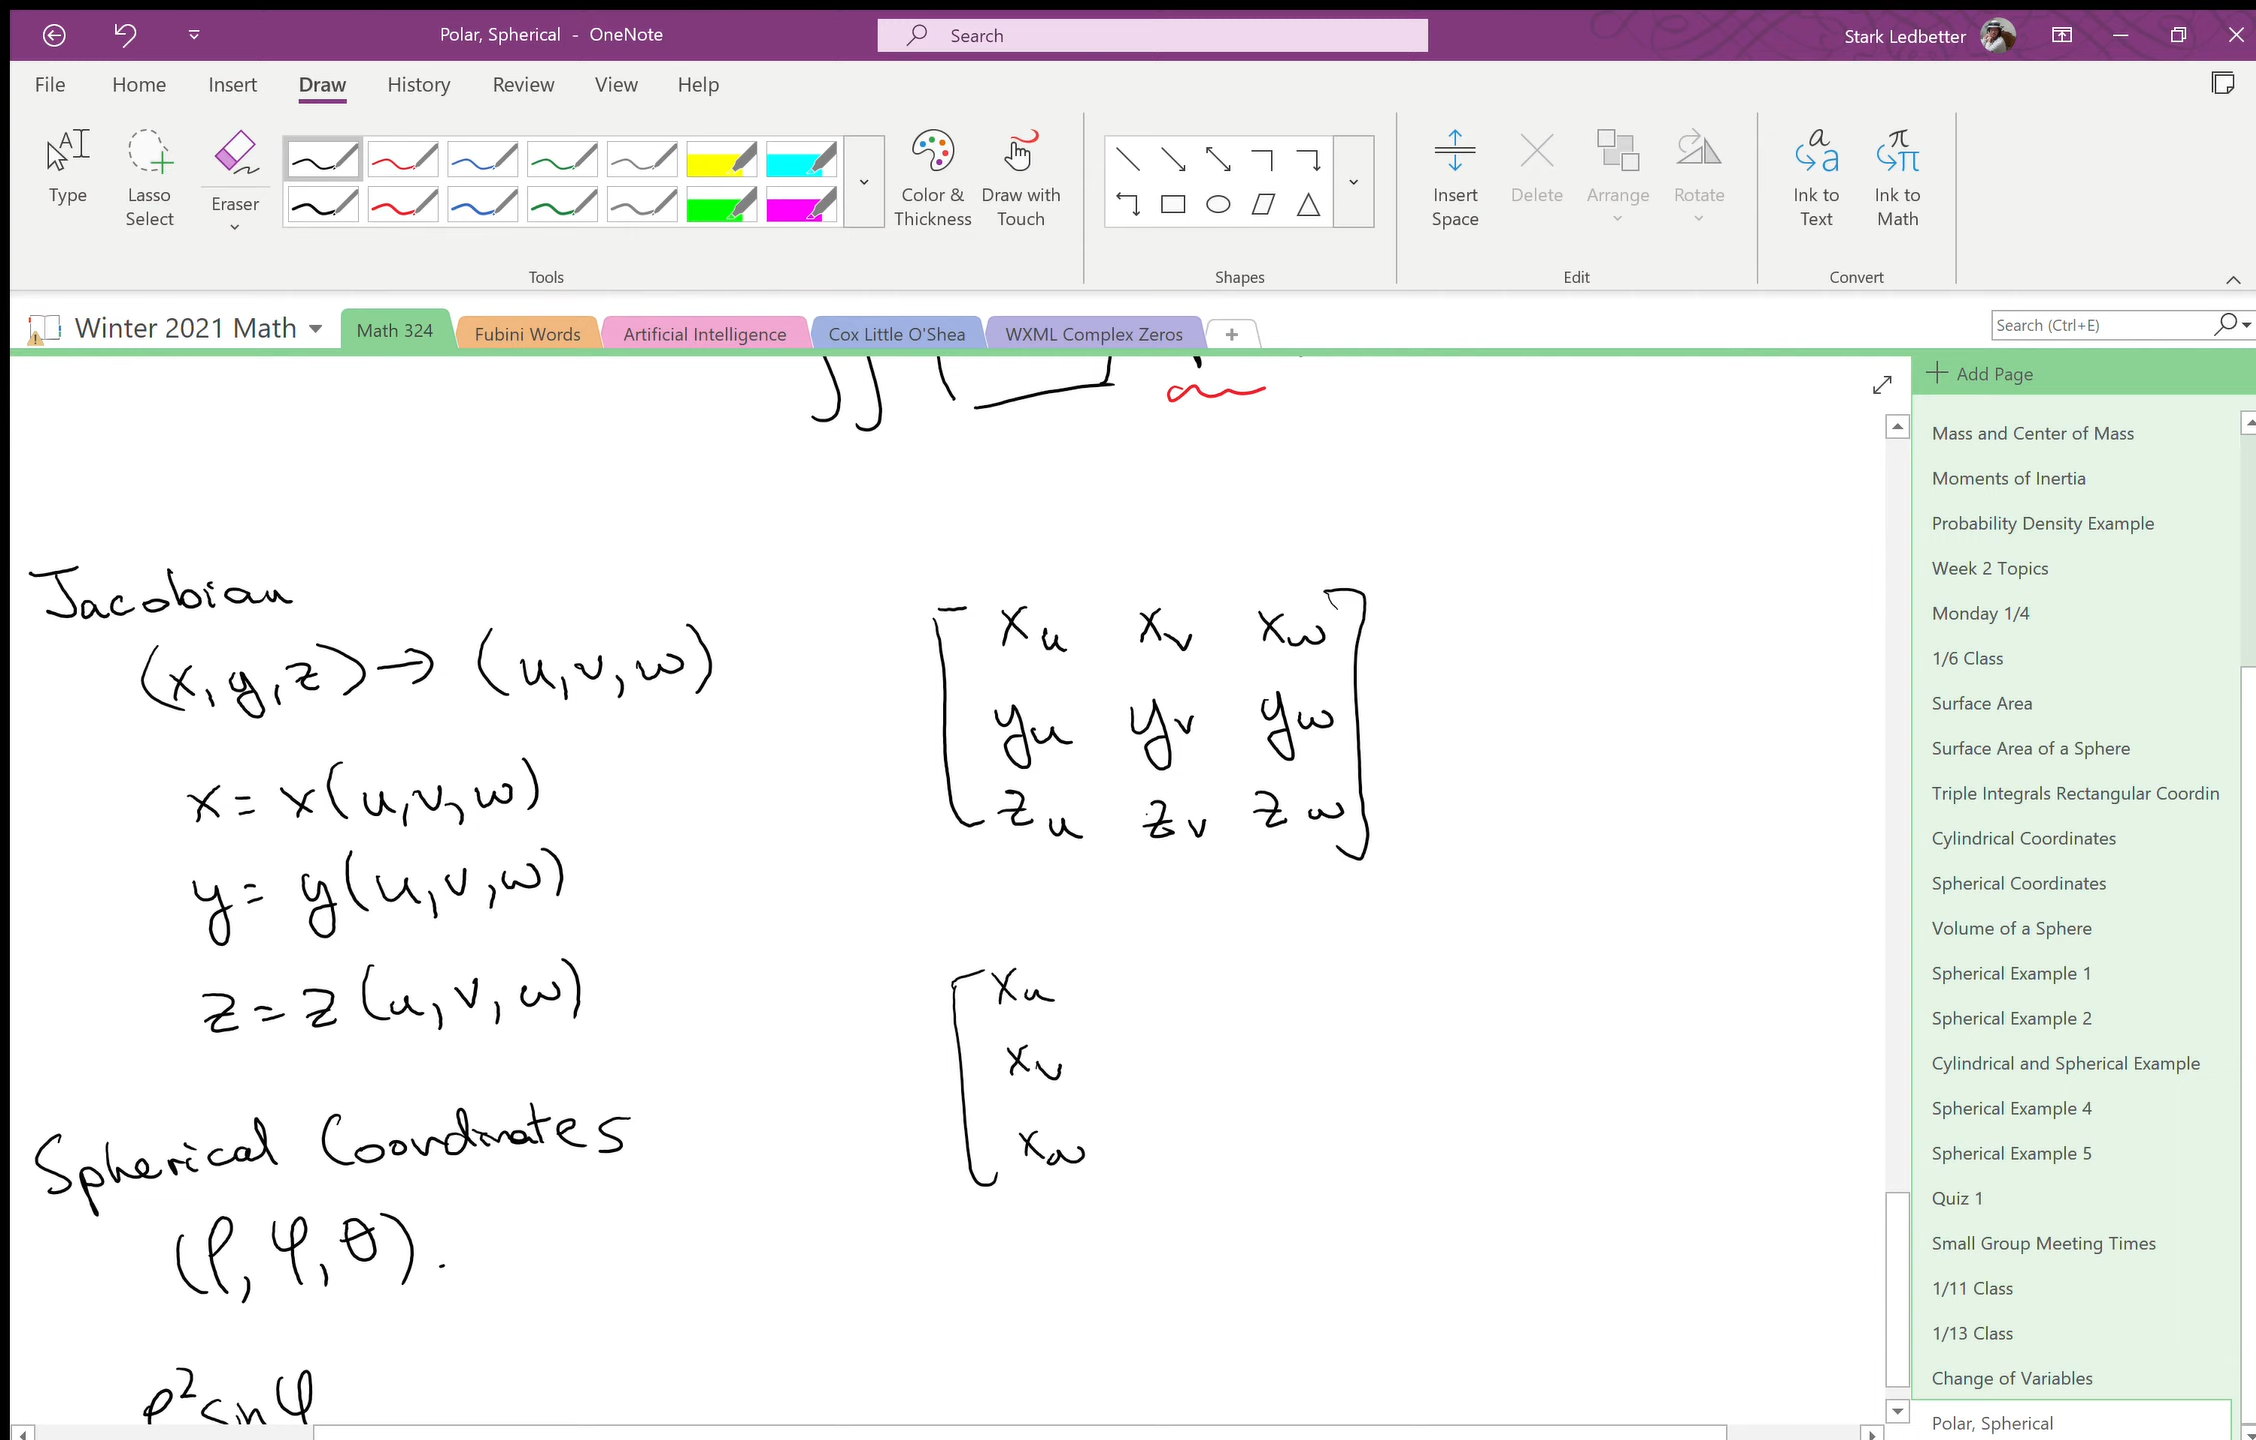 Polar, Spherical - OneNote
Search
Stark Ledbetter
File Home Insert Draw History Review View Help
Type
Lasso Select
Eraser
Color & Thickness
Draw with Touch
Insert Space
Delete
Arrange
Rotate
a a
Ink to Text
π π
Ink to Math
Tools
Shapes
Edit
Convert
Winter 2021 Math
Math 324
Fubini Words
Artificial Intelligence
Cox Little O'Shea
WXML Complex Zeros
+
Search (Ctrl+E)
∬
Jacobian
(x, y, z) → (u, v, w)
x = x(u, v, w)
y = y(u, v, w)
z = z(u, v, w)
Spherical Coordinates
(ρ, φ, θ).
ρ² sin φ
x_u x_v x_w
y_u y_v y_w
z_u z_v z_w
x_u
x_v
x_w
Add Page
Mass and Center of Mass
Moments of Inertia
Probability Density Example
Week 2 Topics
Monday 1/4
1/6 Class
Surface Area
Surface Area of a Sphere
Triple Integrals Rectangular Coordin
Cylindrical Coordinates
Spherical Coordinates
Volume of a Sphere
Spherical Example 1
Spherical Example 2
Cylindrical and Spherical Example
Spherical Example 4
Spherical Example 5
Quiz 1
Small Group Meeting Times
1/11 Class
1/13 Class
Change of Variables
Polar, Spherical